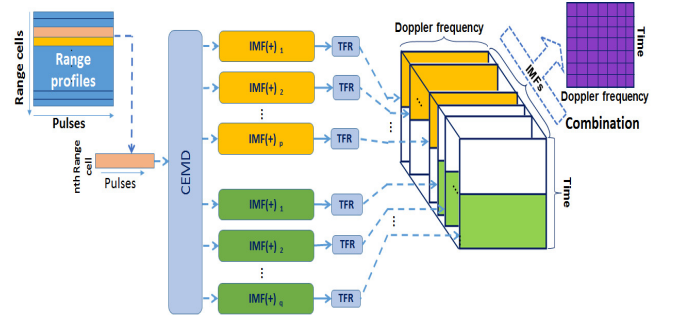 Range cells
Range
profiles
Pulses
nth Range
cell
Pulses
CEMD
IMF(+) 1
TFR
IMF(+) 2
TFR
...
IMF(+) p
TFR
...
IMF(+) 1
TFR
IMF(+) 2
TFR
...
IMF(+) q
TFR
...
Doppler frequency
...
...
Time
IMFs
Time
Doppler frequency
Combination